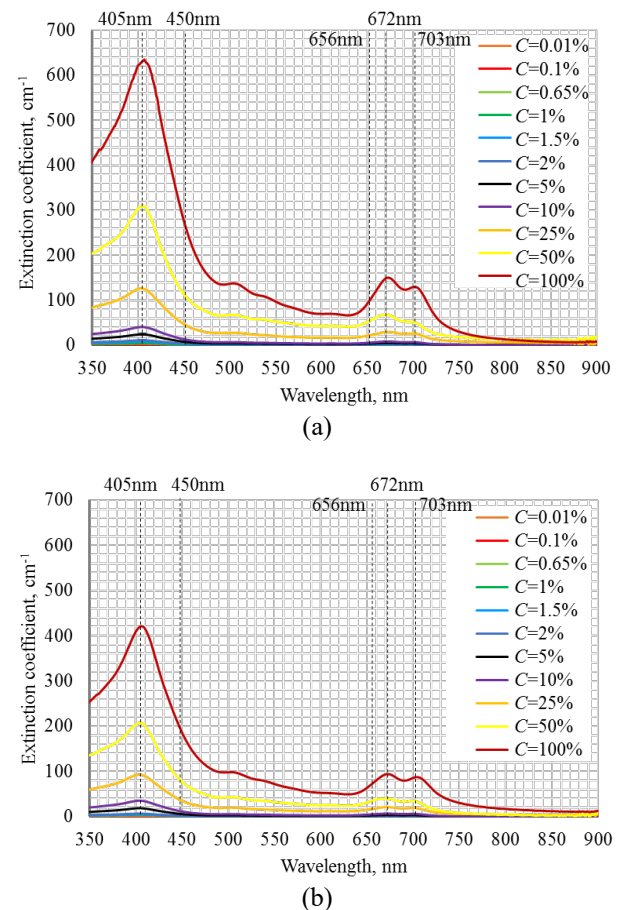 405nm 450nm 672nm
656nm 703nm
700
600
500
400
300
200
100
0
Extinction coefficient, cm-1
C=0.01%
C=0.1%
C=0.65%
C=1%
C=1.5%
C=2%
C=5%
C=10%
C=25%
C=50%
C=100%
350 400 450 500 550 600 650 700 750 800 850 900
Wavelength, nm
(a)
405nm 450nm 672nm
656nm 703nm
700
600
500
400
300
200
100
0
Extinction coefficient, cm-1
C=0.01%
C=0.1%
C=0.65%
C=1%
C=1.5%
C=2%
C=5%
C=10%
C=25%
C=50%
C=100%
350 400 450 500 550 600 650 700 750 800 850 900
Wavelength, nm
(b)